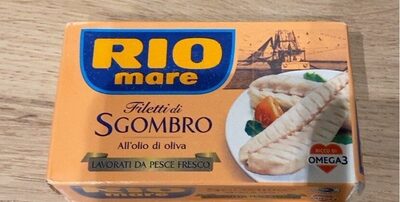 RIO
mare
Filetti di
SGOMBRO
All'olio di oliva
LAVORATI DA PESCE FRESCO
RICCO DI
OMEGA3